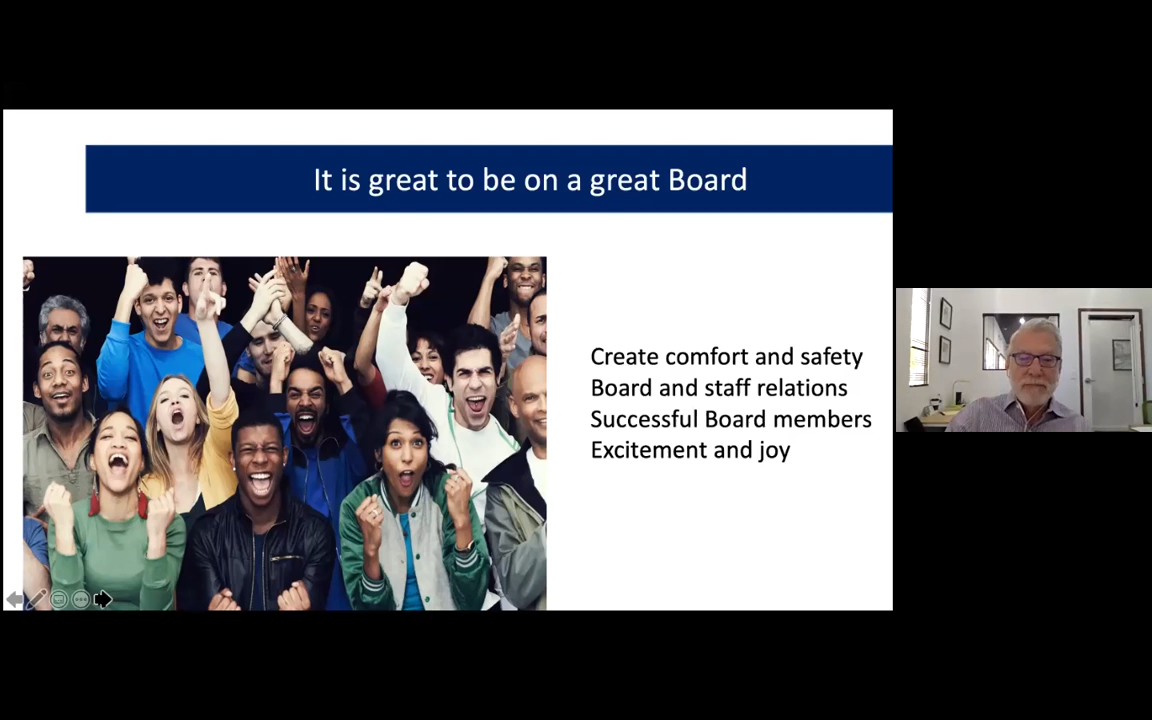 It is great to be on a great Board
Create comfort and safety
Board and staff relations
Successful Board members
Excitement and joy